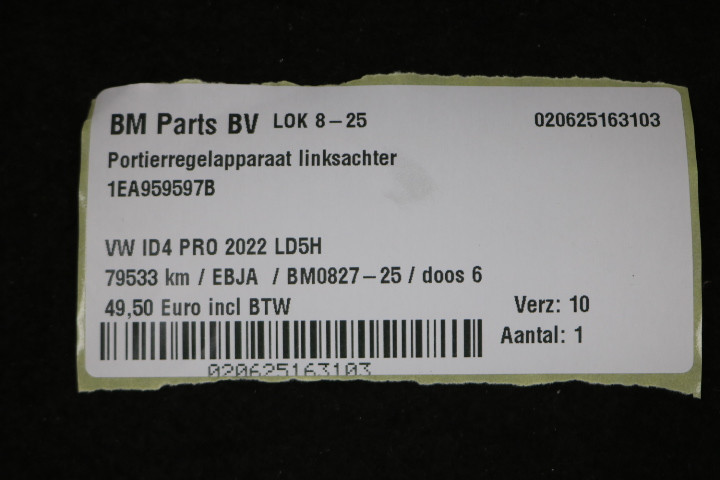 BM Parts BV LOK 8-25 020625163103
Portierregelapparaat linksachter
1EA959597B
VW ID4 PRO 2022 LD5H
79533 km / EBJA / BM0827-25 / doos 6
49,50 Euro incl BTW Verz: 10
Aantal: 1
020625163103